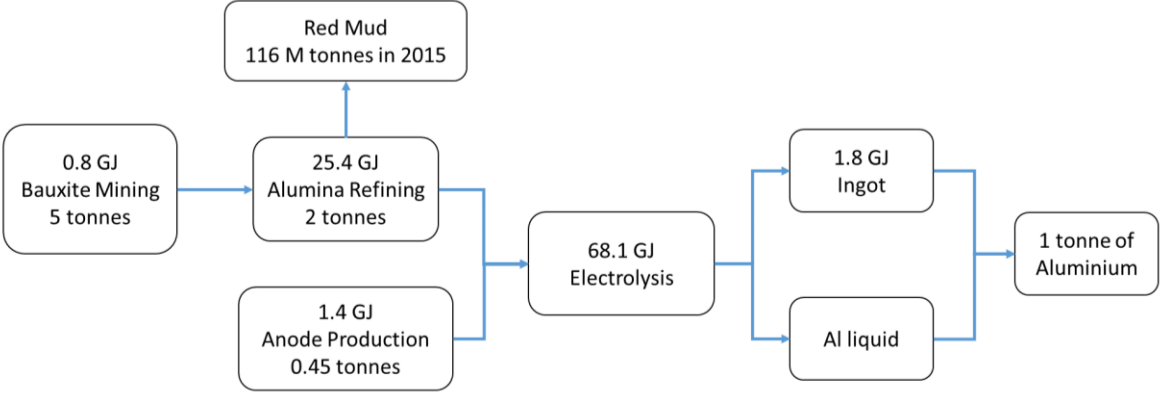 Red Mud
116 M tonnes in 2015
0.8 GJ
Bauxite Mining
5 tonnes
25.4 GJ
Alumina Refining
2 tonnes
1.4 GJ
Anode Production
0.45 tonnes
68.1 GJ
Electrolysis
1.8 GJ
Ingot
Al liquid
1 tonne of
Aluminium